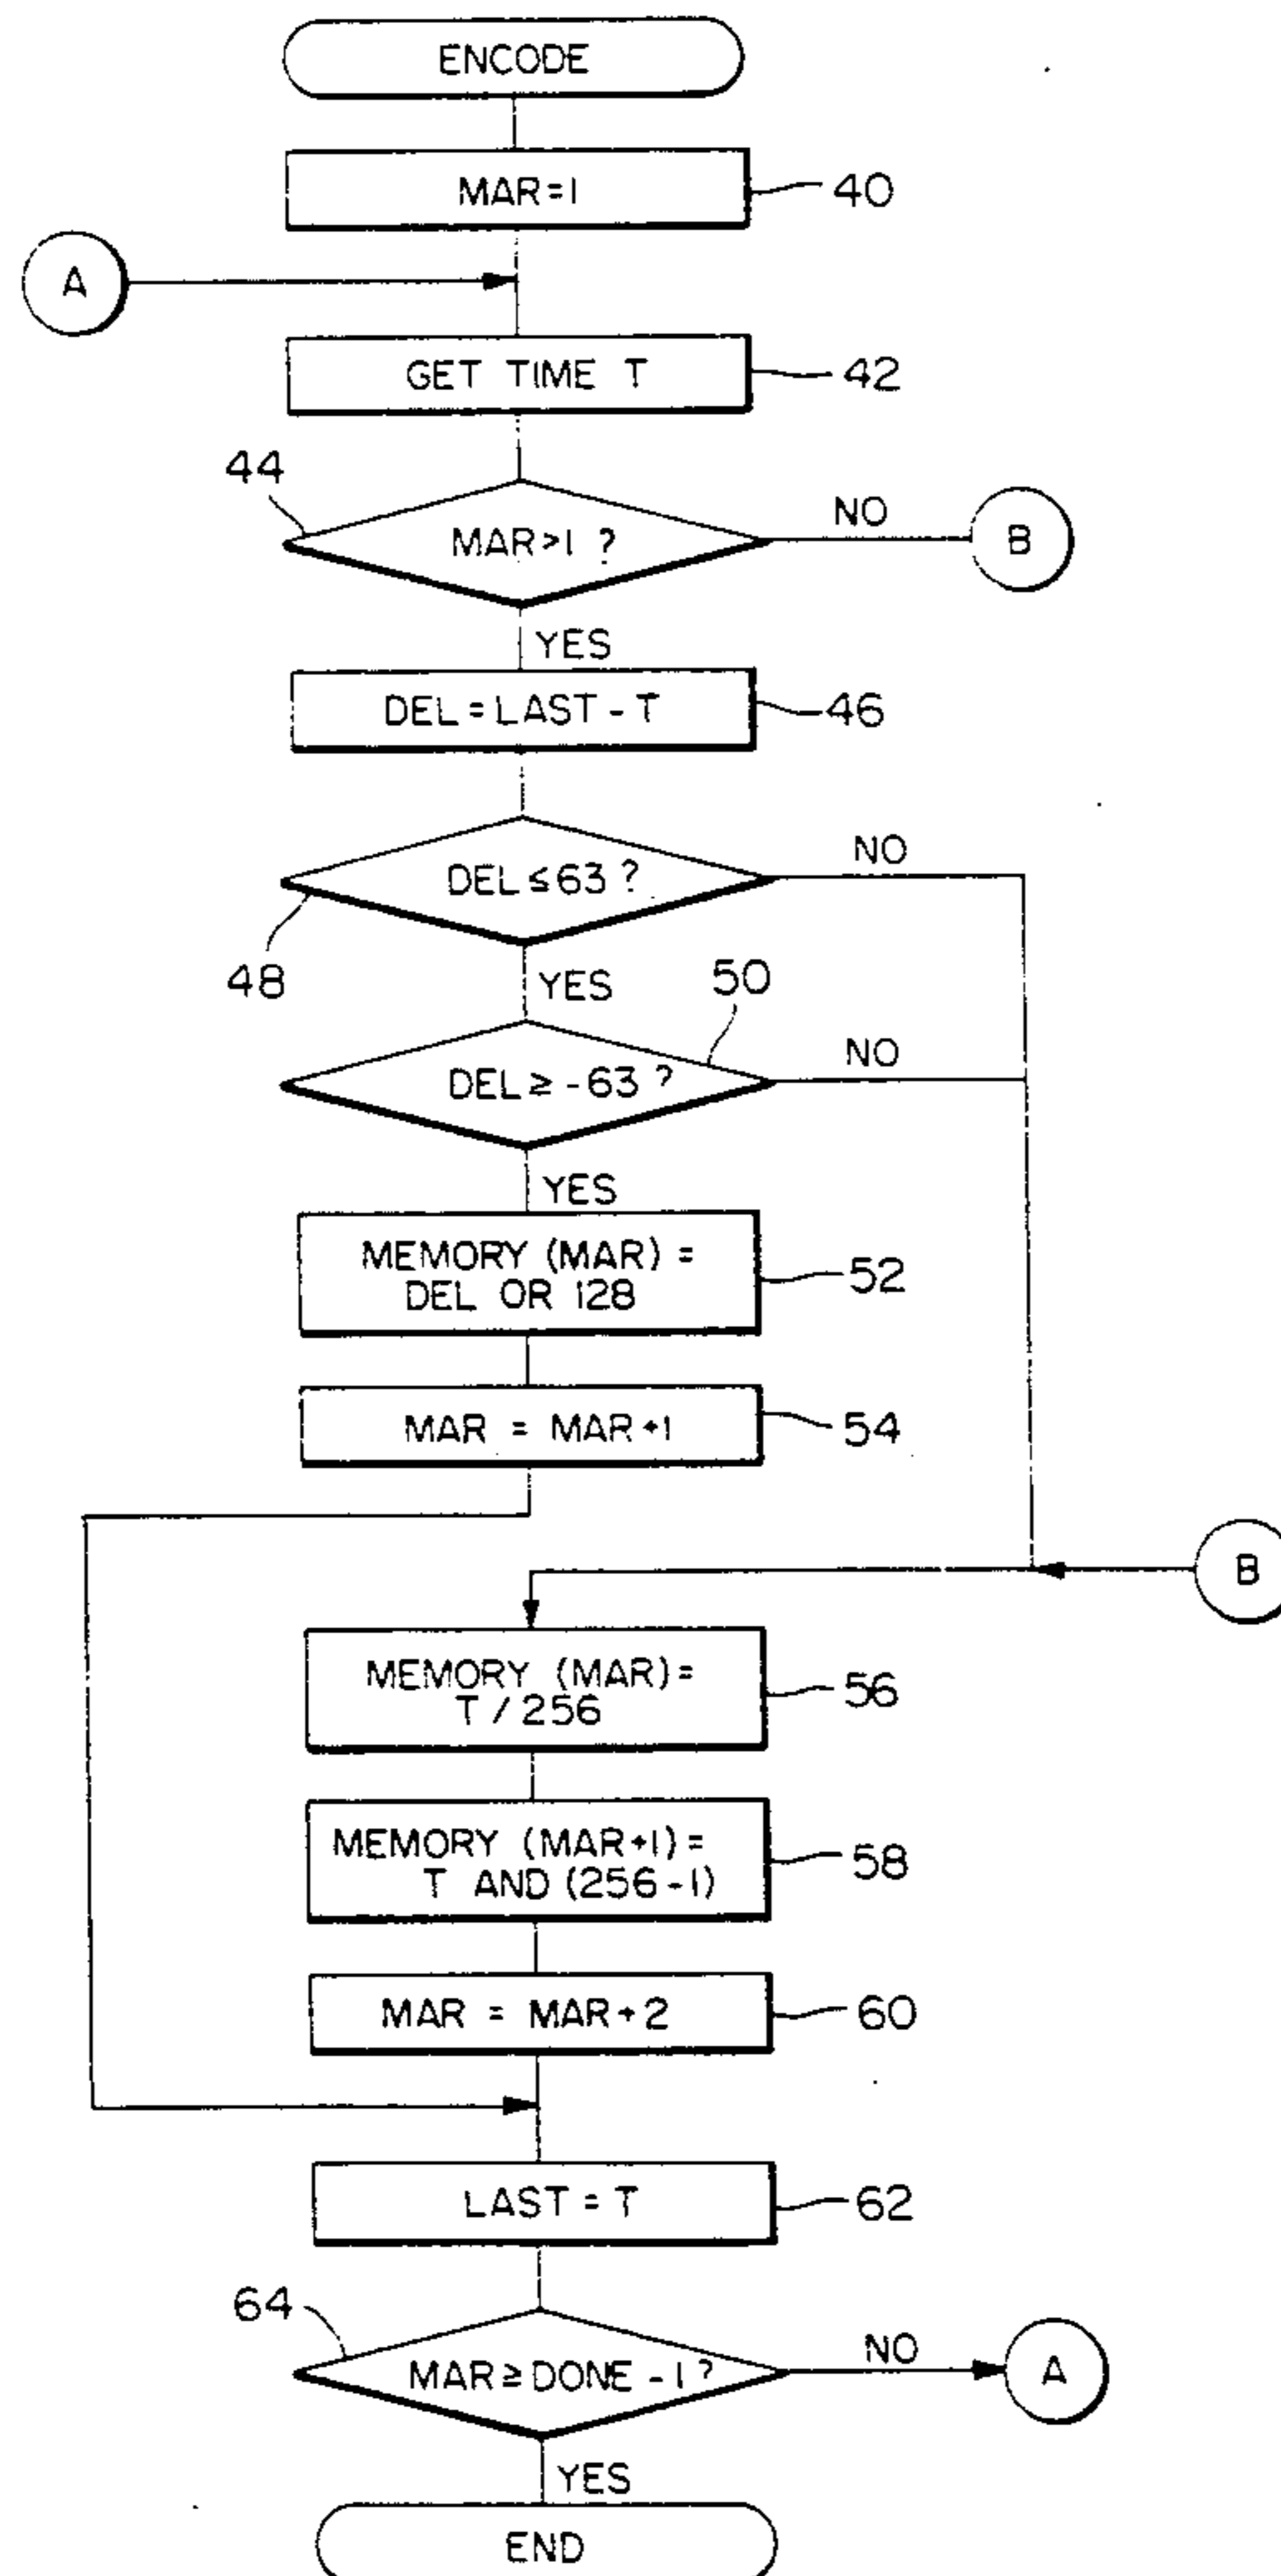 ENCODE
MAR=1
40
A
GET TIME T
42
44
MAR>1 ?
NO
B
YES
DEL=LAST-T
46
DEL≤63 ?
NO
48
YES
50
DEL≥-63 ?
NO
YES
MEMORY (MAR)=
DEL OR 128
52
MAR = MAR+1
54
B
MEMORY (MAR)=
T/256
56
MEMORY (MAR+1)=
T AND (256-1)
58
MAR = MAR+2
60
LAST = T
62
64
MAR≥DONE-1?
NO
A
YES
END